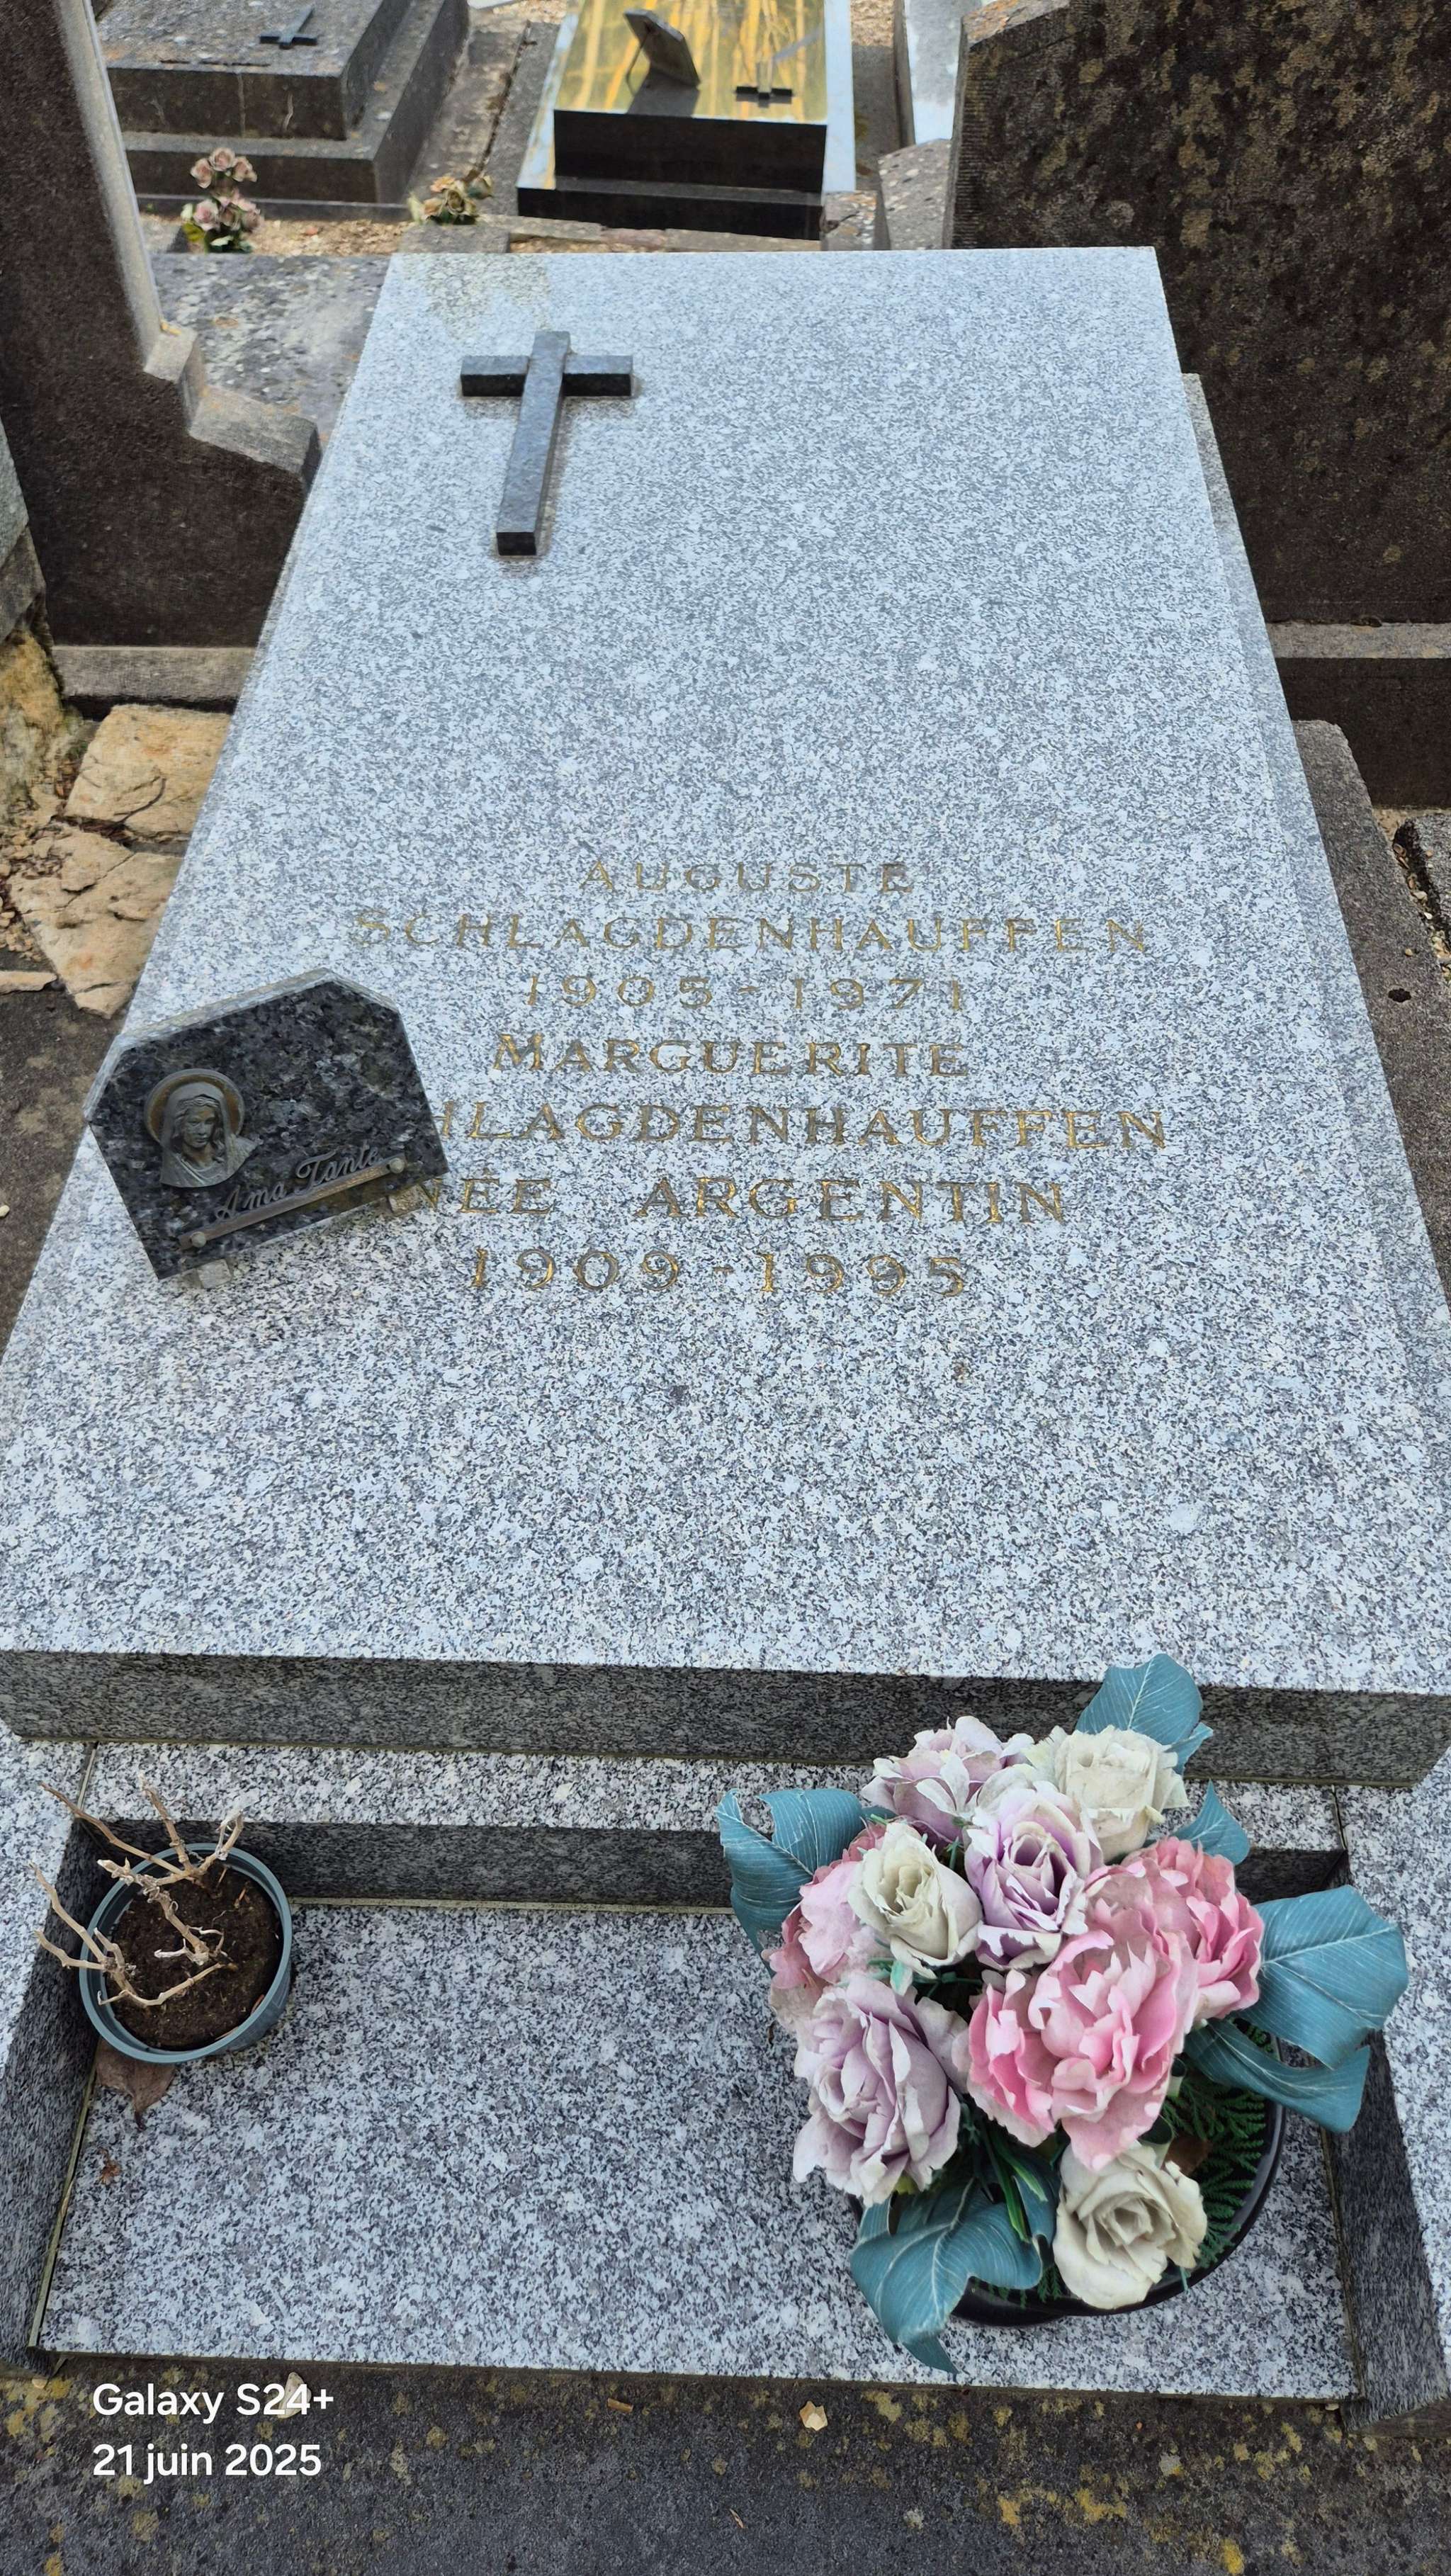 AUGUSTE
SCHLAGDENHAUFFEN
1905-1971
MARGUERITE
HLAGDENHAUFFEN
NÉE ARGENTIN
1909-1995
A ma Tante
Galaxy S24+
21 juin 2025